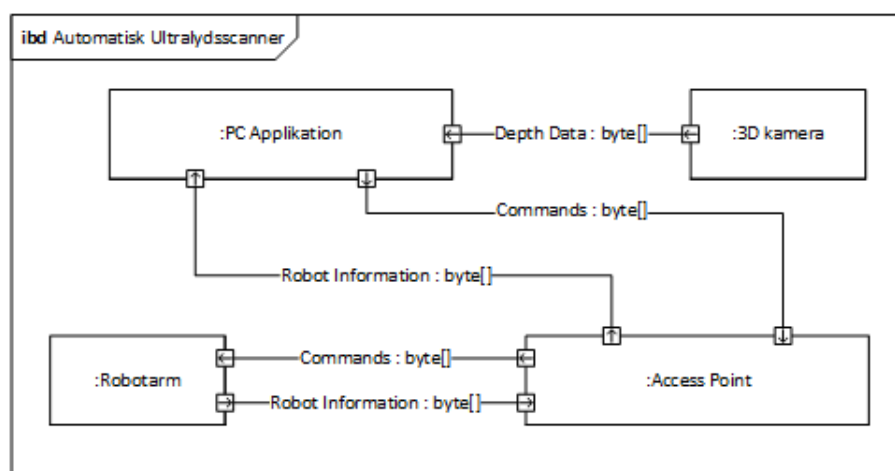 ibd Automatisk Ultralydsscanner
:PC Applikation
Depth Data : byte[]
:3D kamera
Commands : byte[]
Robot Information : byte[]
:Robotarm
Commands : byte[]
Robot Information : byte[]
:Access Point